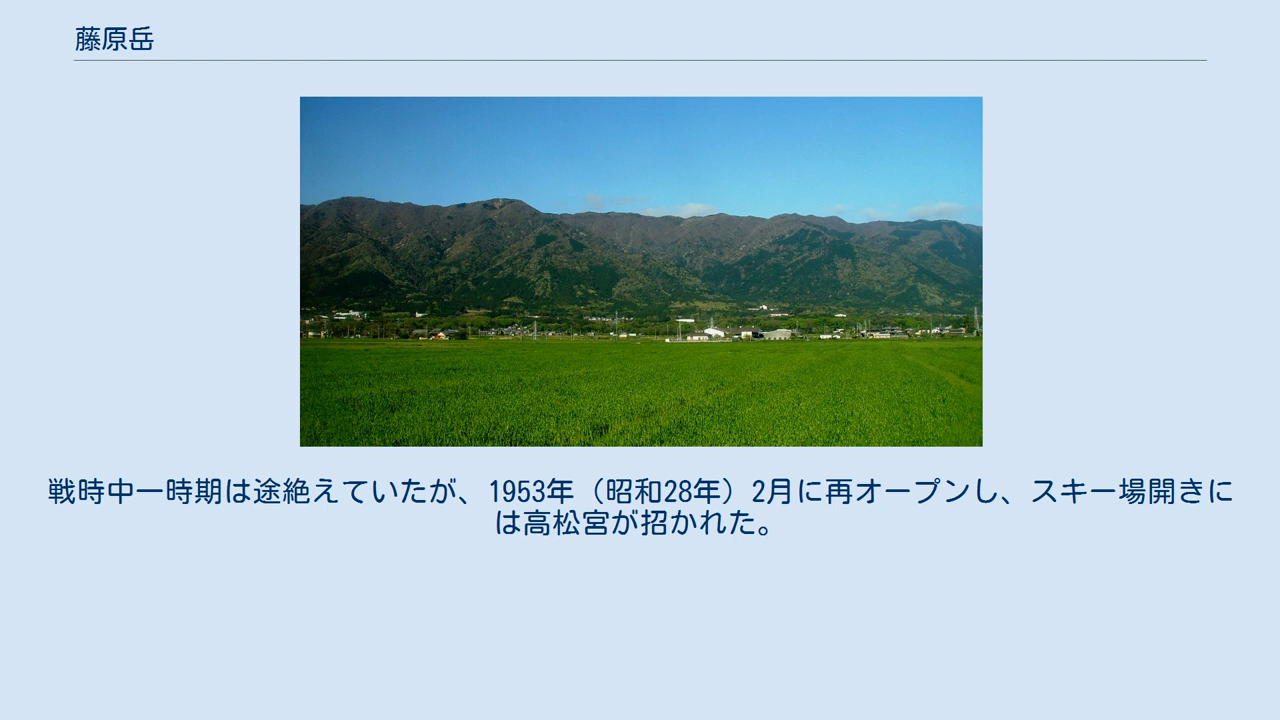 藤原岳
戦時中一時期は途絶えていたが、1953年（昭和28年）2月に再オープンし、スキー場開きに
は高松宮が招かれた。